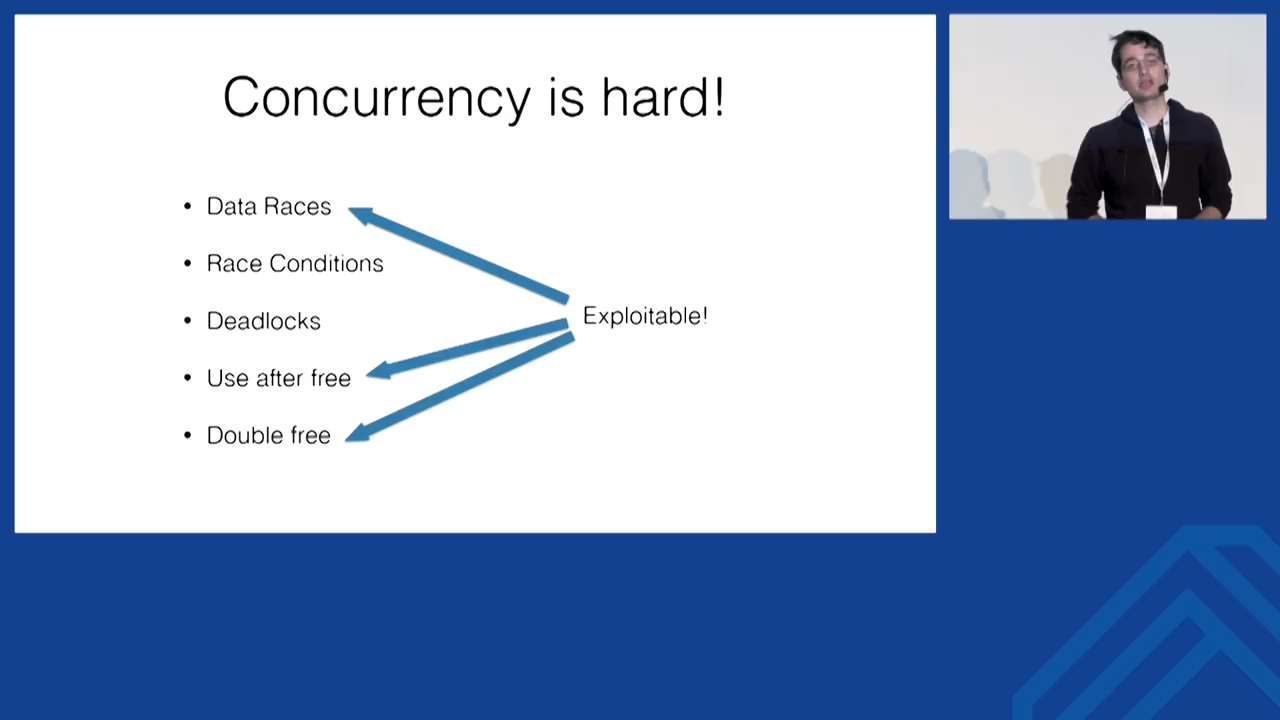 Concurrency is hard!
• Data Races
• Race Conditions
• Deadlocks
• Use after free
• Double free
Exploitable!